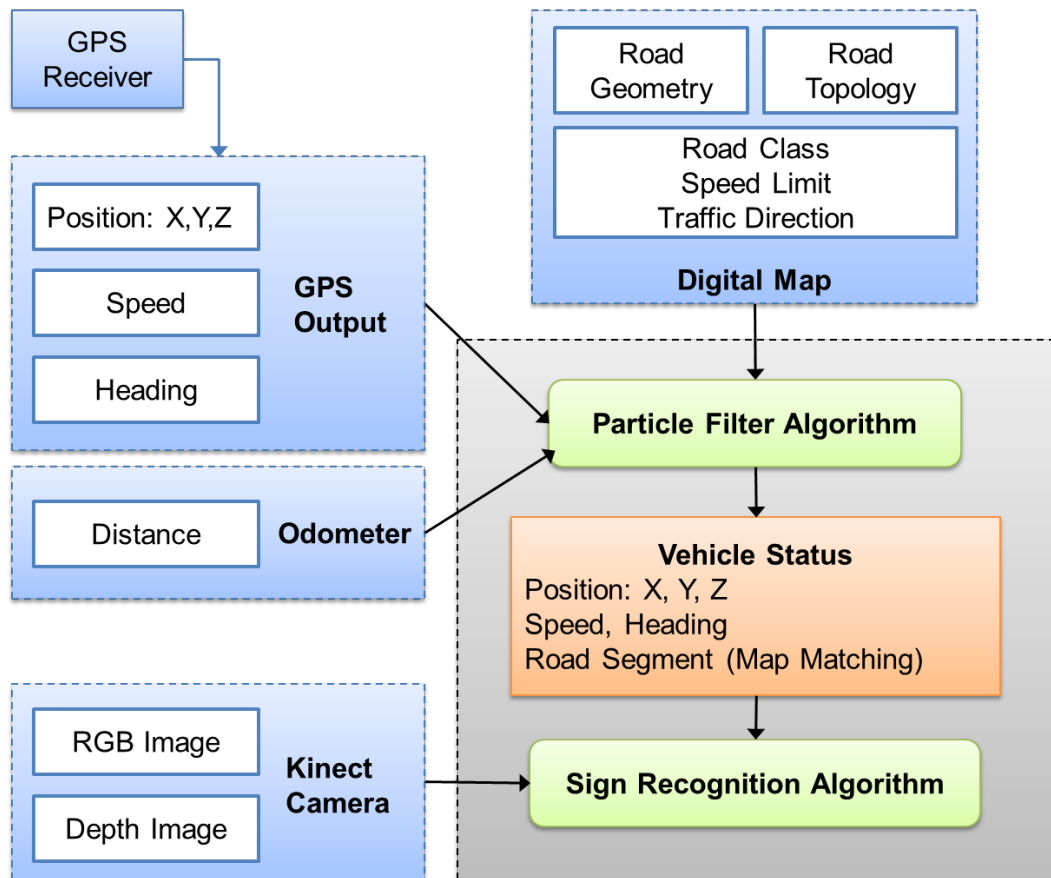 GPS
Receiver
Position: X,Y,Z
Speed
Heading
GPS
Output
Distance
Odometer
RGB Image
Depth Image
Kinect
Camera
Road
Geometry
Road
Topology
Road Class
Speed Limit
Traffic Direction
Digital Map
Particle Filter Algorithm
Vehicle Status
Position: X, Y, Z
Speed, Heading
Road Segment (Map Matching)
Sign Recognition Algorithm